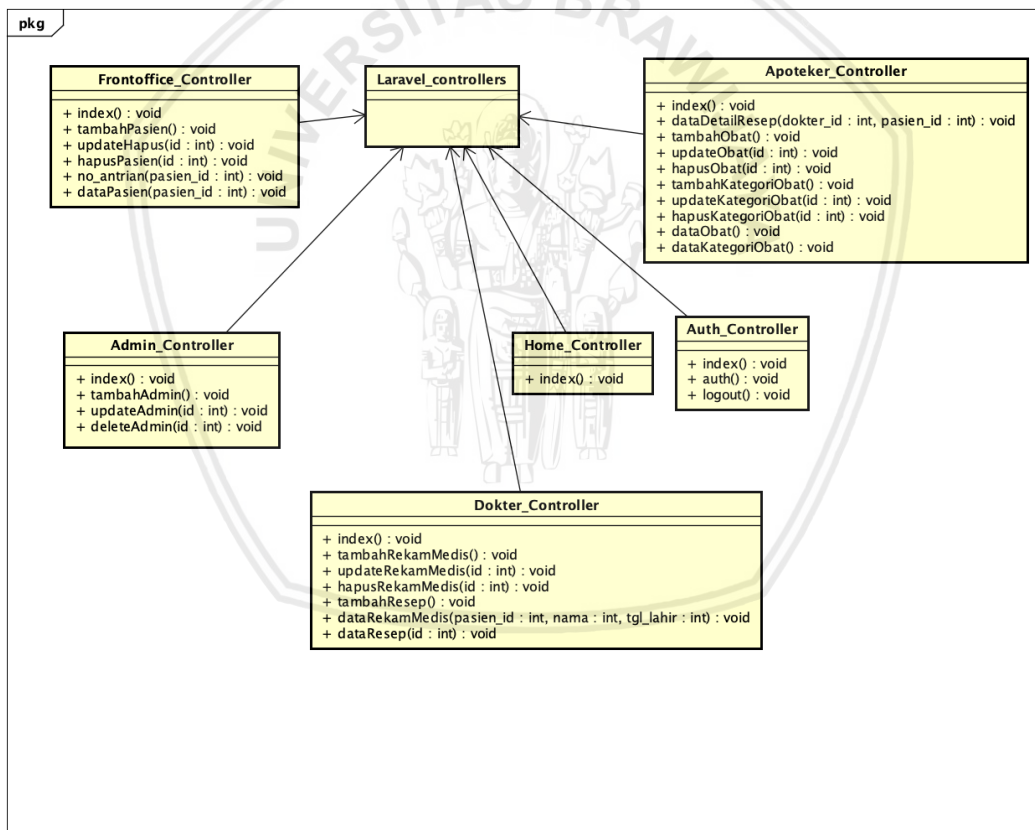 pkg
UNIVERSITAS BRAWI
Frontoffice_Controller
+ index() : void
+ tambahPasien() : void
+ updateHapus(id : int) : void
+ hapusPasien(id : int) : void
+ no_antrian(pasien_id : int) : void
+ dataPasien(pasien_id : int) : void
Laravel_controllers
Apoteker_Controller
+ index() : void
+ dataDetailResep(dokter_id : int, pasien_id : int) : void
+ tambahObat() : void
+ updateObat(id : int) : void
+ hapusObat(id : int) : void
+ tambahKategoriObat() : void
+ updateKategoriObat(id : int) : void
+ hapusKategoriObat(id : int) : void
+ dataObat() : void
+ dataKategoriObat() : void
Admin_Controller
+ index() : void
+ tambahAdmin() : void
+ updateAdmin(id : int) : void
+ deleteAdmin(id : int) : void
Home_Controller
+ index() : void
Auth_Controller
+ index() : void
+ auth() : void
+ logout() : void
Dokter_Controller
+ index() : void
+ tambahRekamMedis() : void
+ updateRekamMedis(id : int) : void
+ hapusRekamMedis(id : int) : void
+ tambahResep() : void
+ dataRekamMedis(pasien_id : int, nama : int, tgl_lahir : int) : void
+ dataResep(id : int) : void